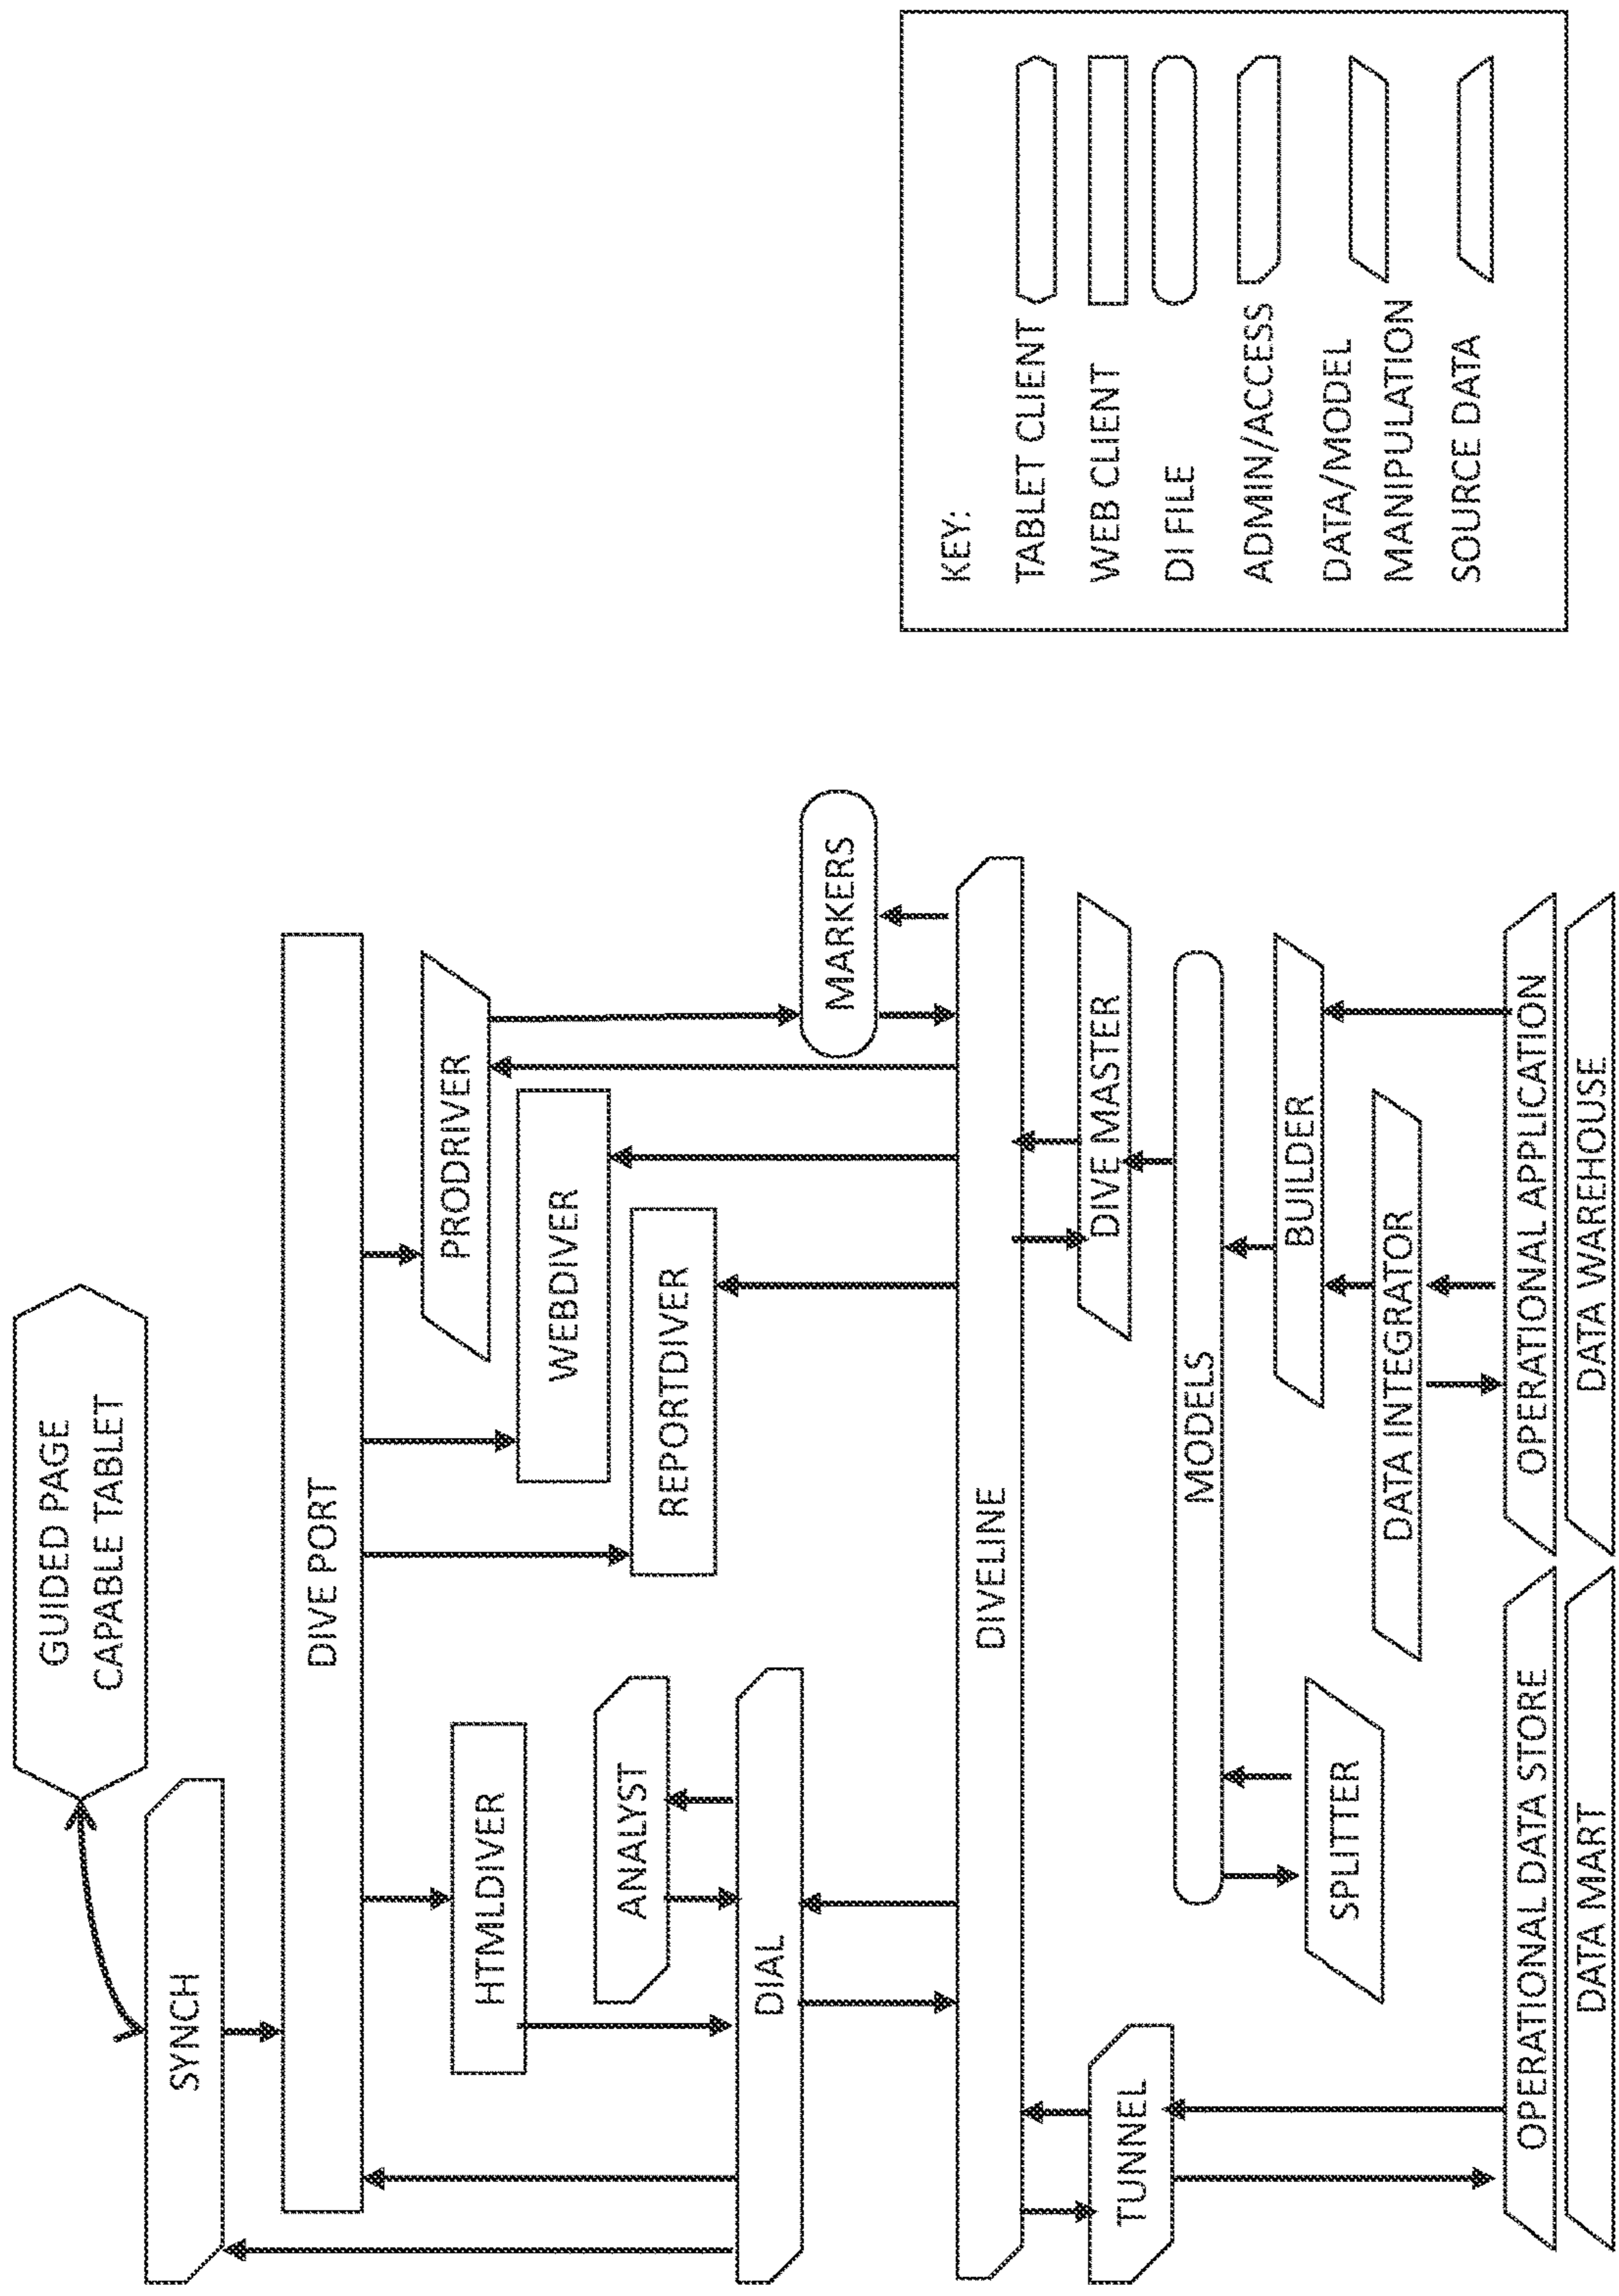 GUIDED PAGE
CAPABLE TABLET
SYNCH
DIVE PORT
HTMLDIVER
PRODRIVER
WEBDIVER
ANALYST
REPORTDIVER
DIAL
MARKERS
DIVELINE
TUNNEL
DIVE MASTER
MODELS
SPLITTER
BUILDER
DATA INTEGRATOR
OPERATIONAL DATA STORE
OPERATIONAL APPLICATION
DATA MART
DATA WAREHOUSE
KEY:
TABLET CLIENT
WEB CLIENT
DI FILE
ADMIN/ACCESS
DATA/MODEL
MANIPULATION
SOURCE DATA